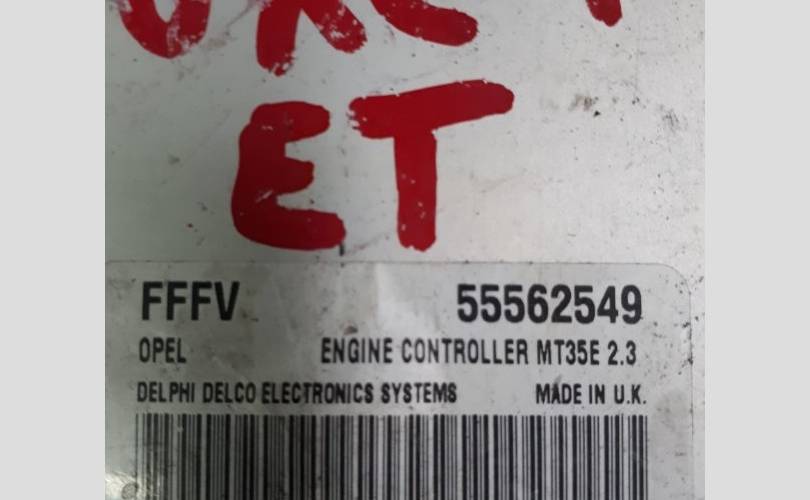 ET
FFFV 55562549
OPEL ENGINE CONTROLLER MT35E 2.3
DELPHI DELCO ELECTRONICS SYSTEMS MADE IN U.K.